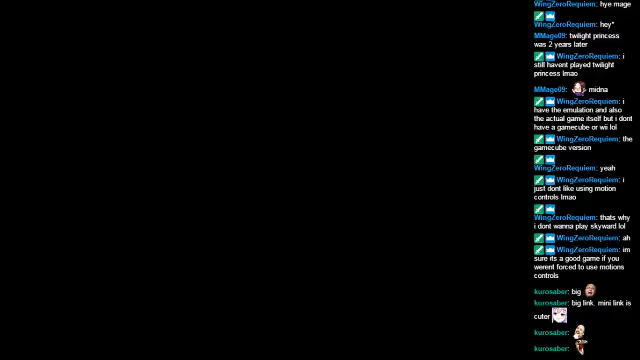 WingZeroRequiem: hye mage
WingZeroRequiem: hey*
MMage09: twilight princess
was 2 years later
WingZeroRequiem: i
still havent played twilight
princess lmao
MMage09: midna
WingZeroRequiem: i
have the emulation and also
the actual game itself but i dont
have a gamecube or wii lol
WingZeroRequiem: the
gamecube version
WingZeroRequiem: yeah
WingZeroRequiem: i
just dont like using motion
controls lmao
WingZeroRequiem: thats why
i dont wanna play skyward lol
WingZeroRequiem: ah
WingZeroRequiem: im
sure its a good game if you
werent forced to use motions
controls
kurosaber: big
kurosaber: big link. mini link is
cuter
kurosaber:
kurosaber: